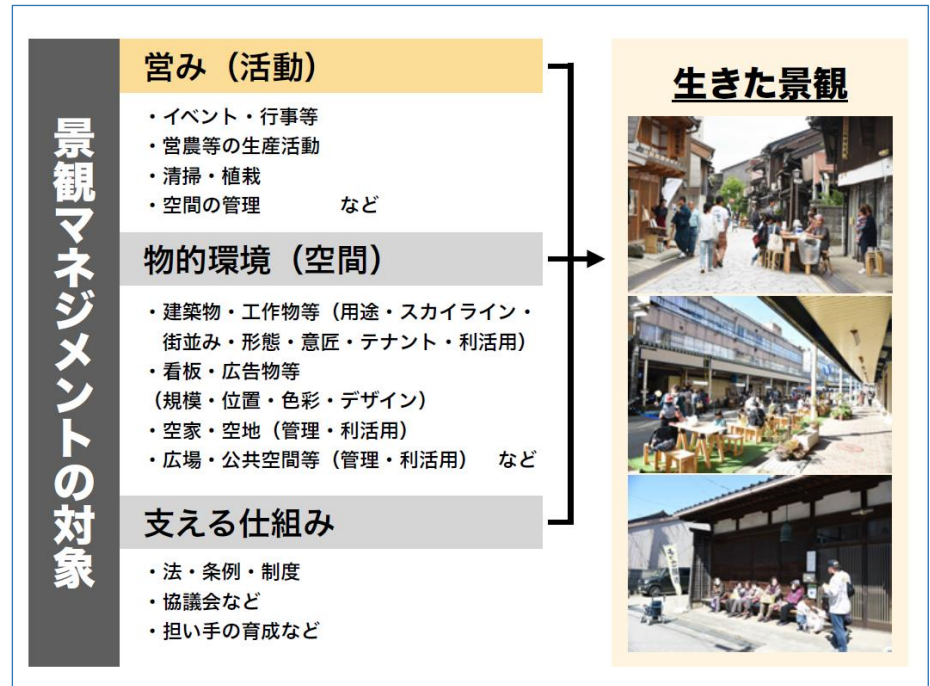 景観マネジメントの対象
営み（活動）
・イベント・行事等
・営農等の生産活動
・清掃・植栽
・空間の管理　　　　など
物的環境（空間）
・建築物・工作物等（用途・スカイライン・
街並み・形態・意匠・テナント・利活用）
・看板・広告物等
（規模・位置・色彩・デザイン）
・空家・空地（管理・利活用）
・広場・公共空間等（管理・利活用）　など
支える仕組み
・法・条例・制度
・協議会など
・担い手の育成など
生きた景観